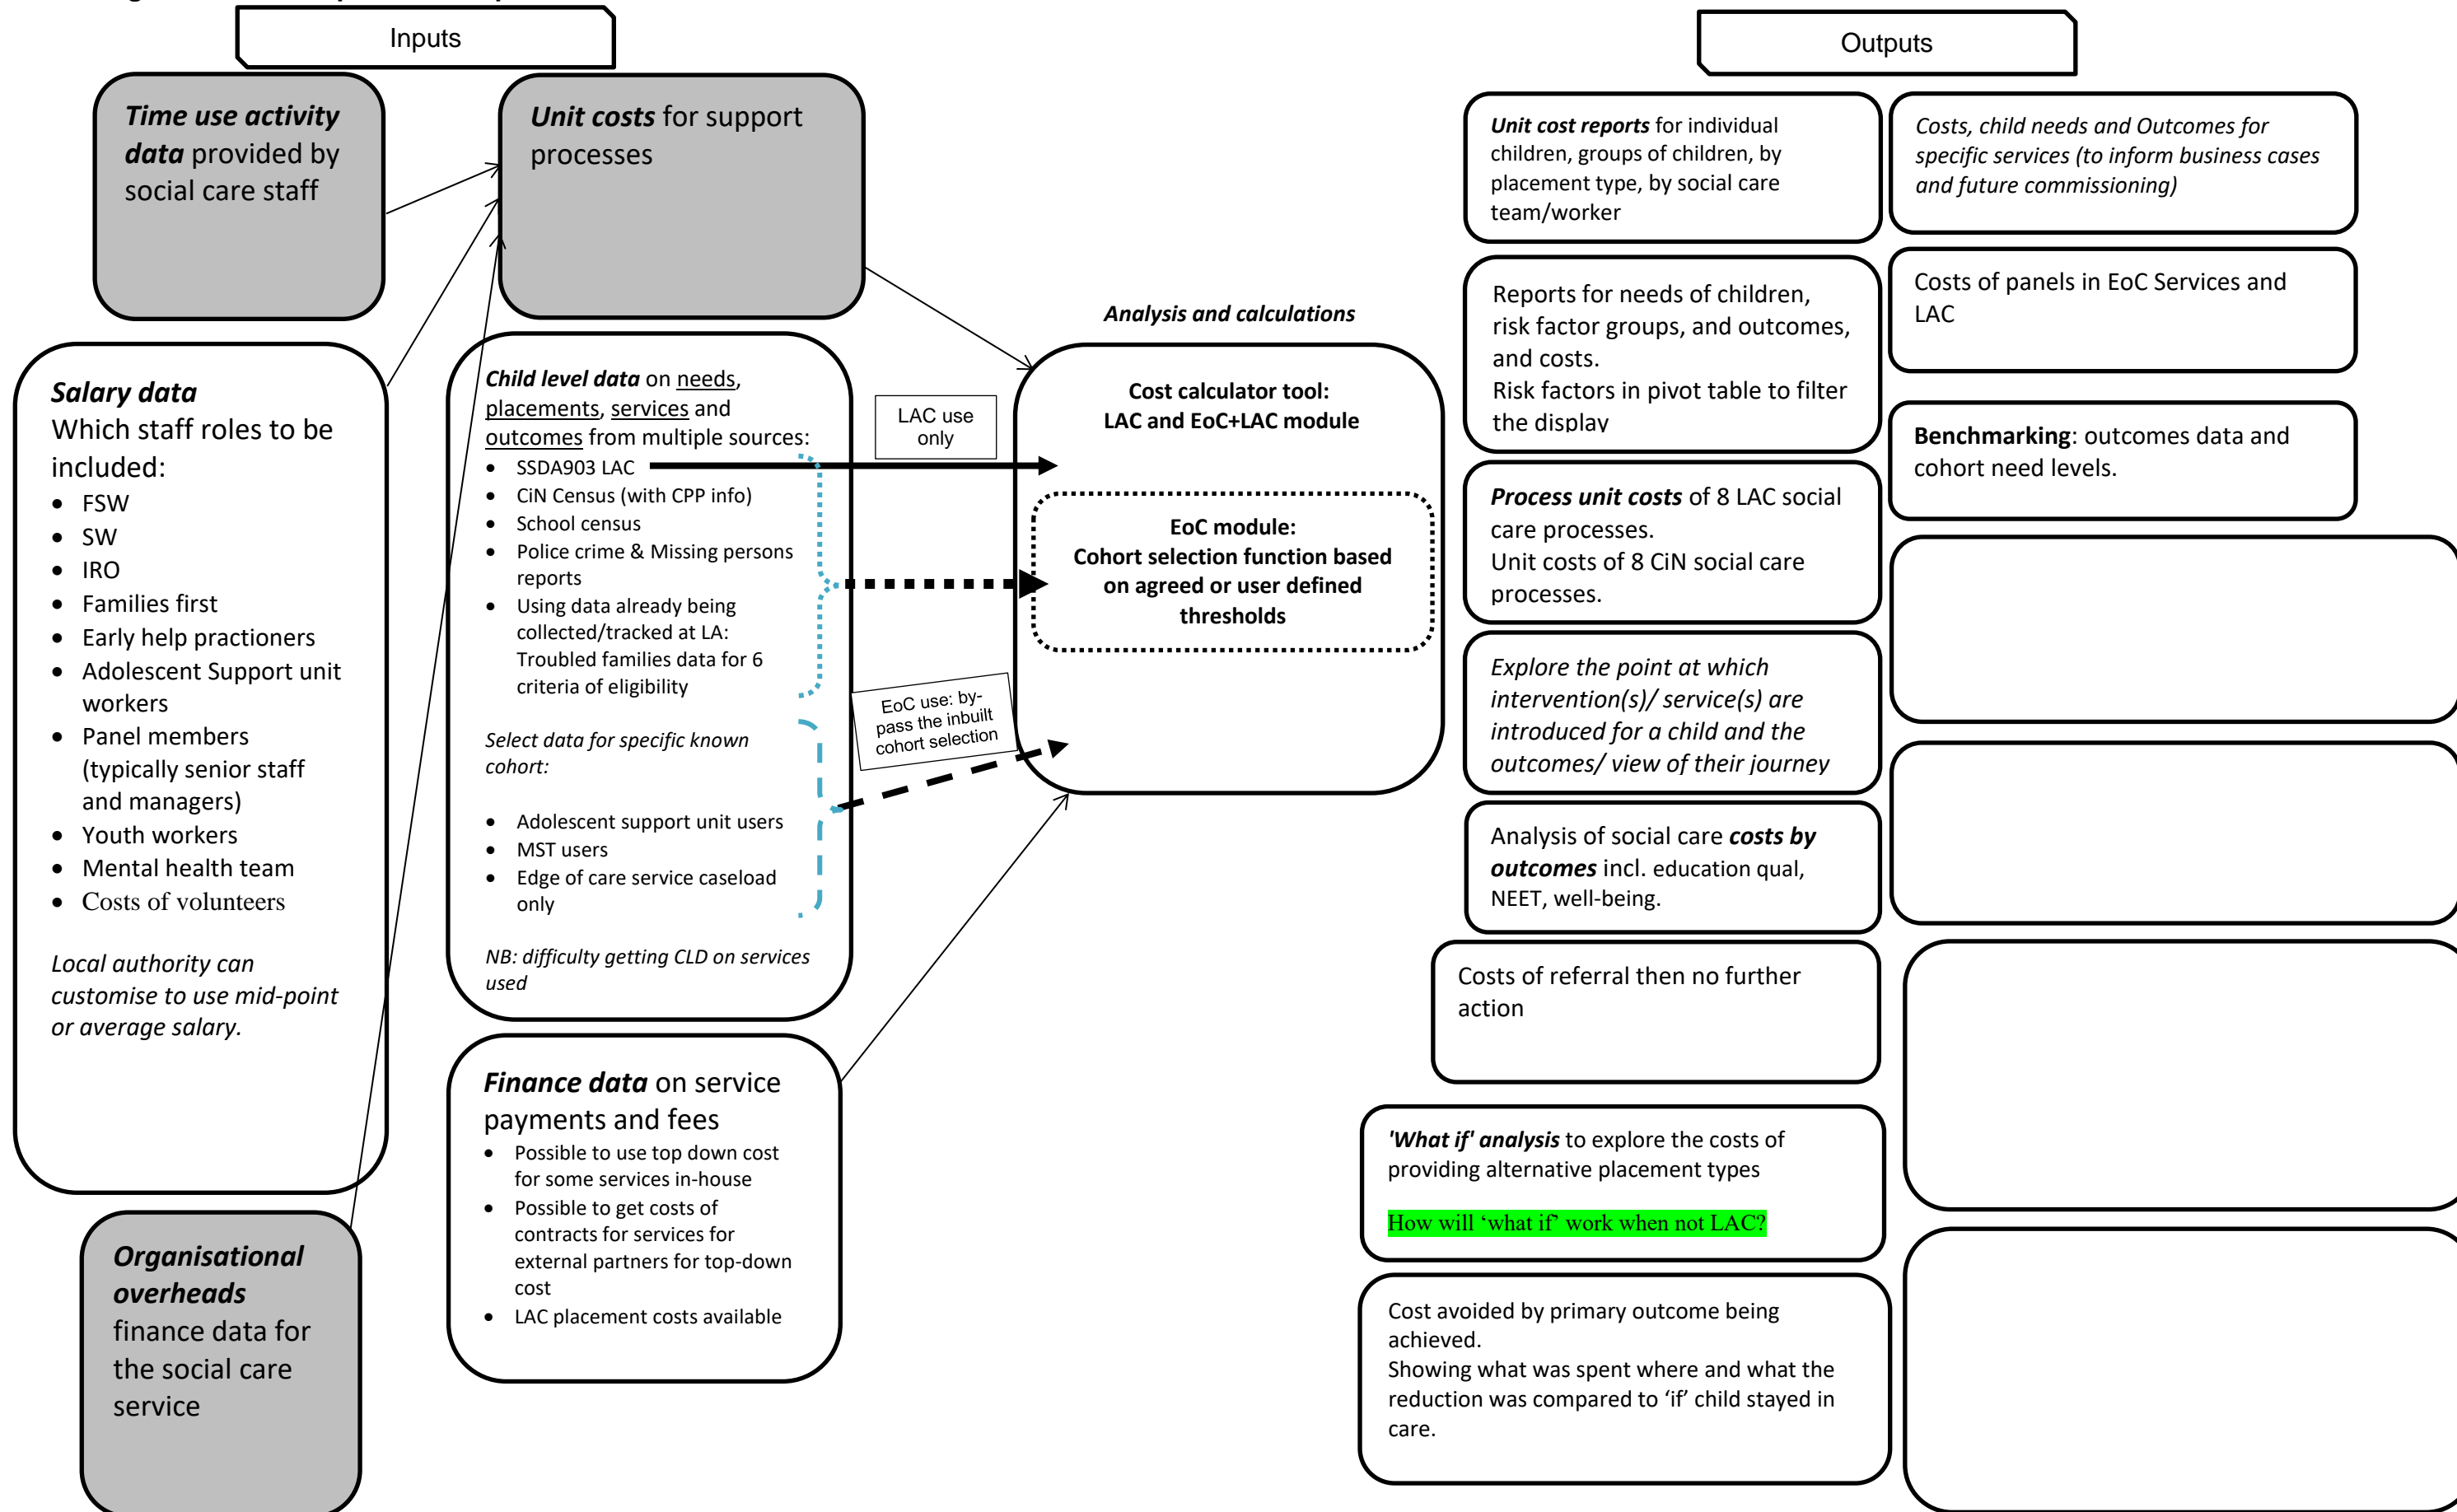 Inputs
Outputs
Time use activity
data provided by
social care staff
Unit costs for support
processes
Salary data
Which staff roles to be
included:
• FSW
• SW
• IRO
• Families first
• Early help practioners
• Adolescent Support unit
workers
• Panel members
(typically senior staff
and managers)
• Youth workers
• Mental health team
• Costs of volunteers
Local authority can
customise to use mid-point
or average salary.
Organisational
overheads
finance data for
the social care
service
Child level data on needs,
placements, services and
outcomes from multiple sources:
• SSDA903 LAC
• CiN Census (with CPP info)
• School census
• Police crime & Missing persons
reports
• Using data already being
collected/tracked at LA:
Troubled families data for 6
criteria of eligibility
Select data for specific known
cohort:
• Adolescent support unit users
• MST users
• Edge of care service caseload
only
NB: difficulty getting CLD on services
used
Finance data on service
payments and fees
• Possible to use top down cost
for some services in-house
• Possible to get costs of
contracts for services for
external partners for top-down
cost
• LAC placement costs available
LAC use
only
EoC use: by-
pass the inbuilt
cohort selection
Analysis and calculations
Cost calculator tool:
LAC and EoC+LAC module
EoC module:
Cohort selection function based
on agreed or user defined
thresholds
Unit cost reports for individual
children, groups of children, by
placement type, by social care
team/worker
Reports for needs of children,
risk factor groups, and outcomes,
and costs.
Risk factors in pivot table to filter
the display
Process unit costs of 8 LAC social
care processes.
Unit costs of 8 CiN social care
processes.
Explore the point at which
intervention(s)/ service(s) are
introduced for a child and the
outcomes/ view of their journey
Analysis of social care costs by
outcomes incl. education qual,
NEET, well-being.
Costs of referral then no further
action
'What if' analysis to explore the costs of
providing alternative placement types
How will ‘what if’ work when not LAC?
Cost avoided by primary outcome being
achieved.
Showing what was spent where and what the
reduction was compared to ‘if’ child stayed in
care.
Costs, child needs and Outcomes for
specific services (to inform business cases
and future commissioning)
Costs of panels in EoC Services and
LAC
Benchmarking: outcomes data and
cohort need levels.